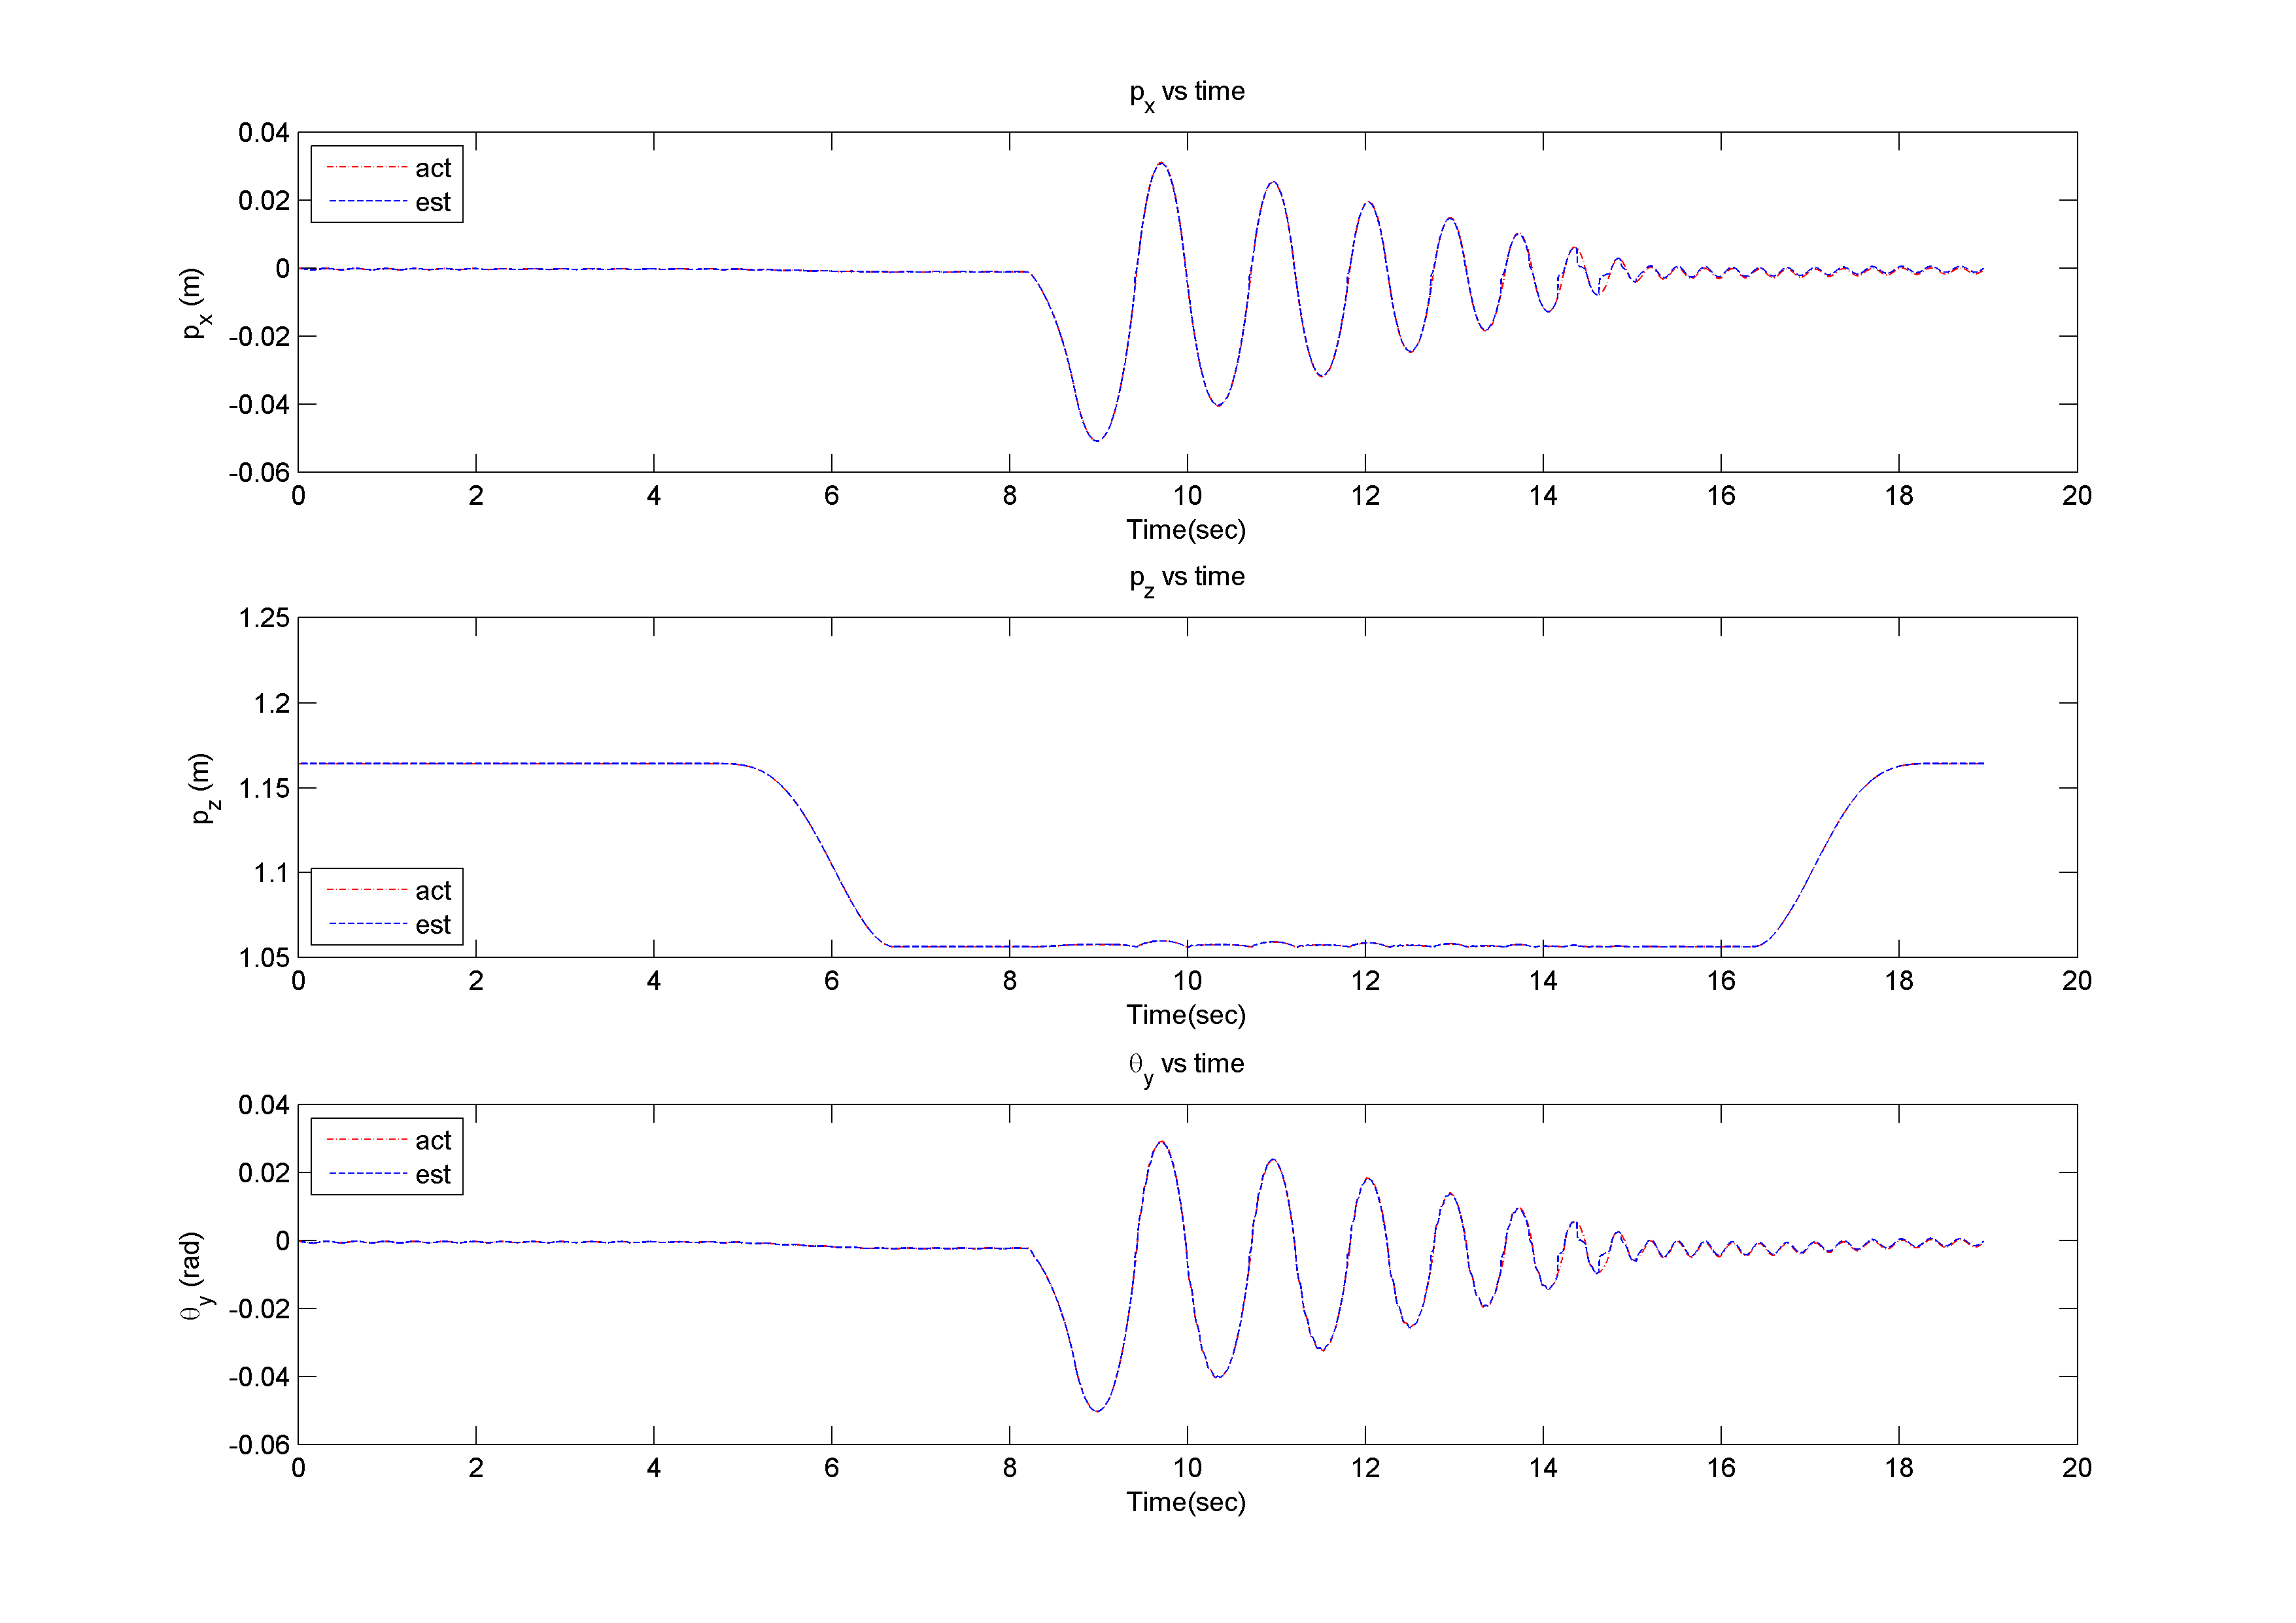 p_x vs time
0.04
0.02
0
-0.02
-0.04
-0.06
p_x (m)
act
est
0 2 4 6 8 10 12 14 16 18 20
Time(sec)
p_z vs time
1.25
1.2
1.15
1.1
1.05
p_z (m)
act
est
0 2 4 6 8 10 12 14 16 18 20
Time(sec)
θ_y vs time
0.04
0.02
0
-0.02
-0.04
-0.06
θ_y (rad)
act
est
0 2 4 6 8 10 12 14 16 18 20
Time(sec)